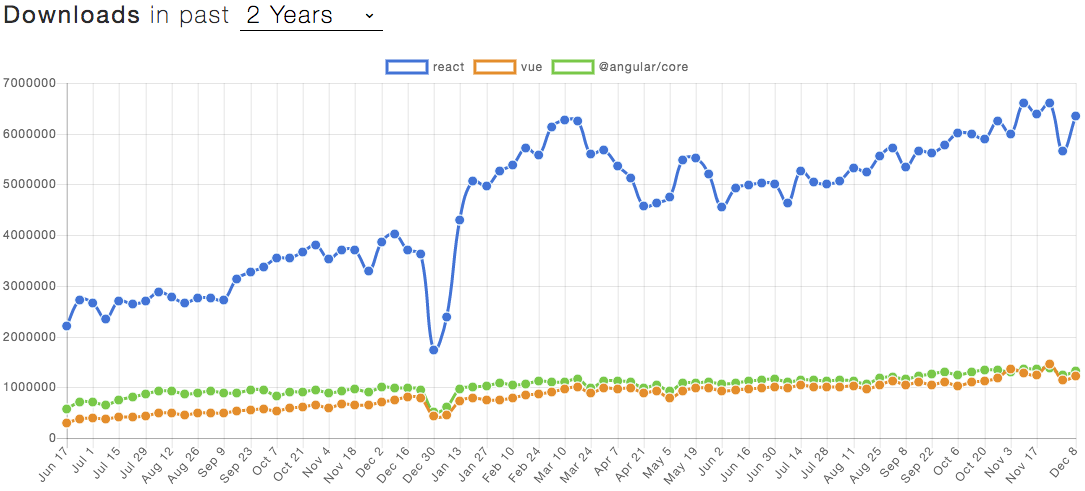 Downloads in past 2 Years
react vue @angular/core
7000000
6000000
5000000
4000000
3000000
2000000
1000000
0
Jun 17 Jul 1 Jul 15 Jul 29 Aug 12 Aug 26 Sep 9 Sep 23 Oct 7 Oct 21 Nov 4 Nov 18 Dec 2 Dec 16 Dec 30 Jan 13 Jan 27 Feb 10 Feb 24 Mar 10 Mar 24 Apr 7 Apr 21 May 5 May 19 Jun 2 Jun 16 Jun 30 Jul 14 Jul 28 Aug 11 Aug 25 Sep 8 Sep 22 Oct 6 Oct 20 Nov 3 Nov 17 Dec 8